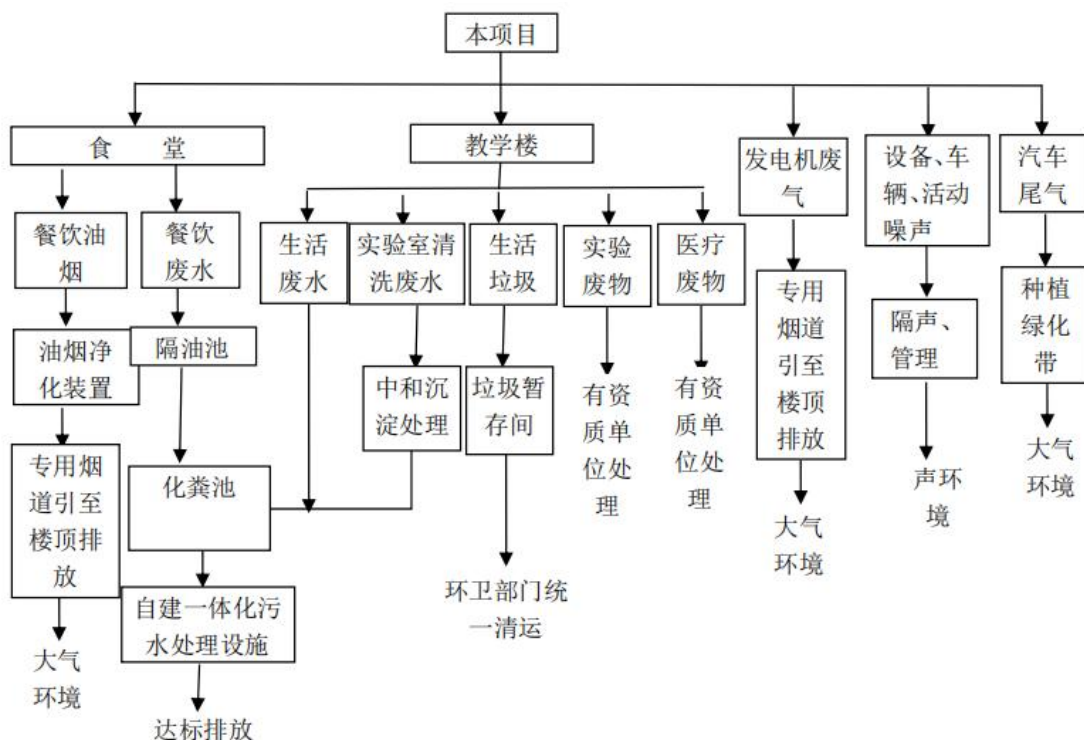 本项目
食 堂
教学楼
发电机废
气
设备、车
辆、活动
噪声
汽车
尾气
餐饮油
烟
餐饮
废水
生活
废水
实验室清
洗废水
生活
垃圾
实验
废物
医疗
废物
专用
烟道
引至
楼顶
排放
隔声、
管理
种植
绿化
带
油烟净
化装置
隔油池
中和沉
淀处理
垃圾暂
存间
有资
质单
位处
理
有资
质单
位处
理
大气
环境
声环
境
大气
环境
专用烟
道引至
楼顶排
放
化粪池
自建一体化污
水处理设施
环卫部门统
一清运
大气
环境
达标排放